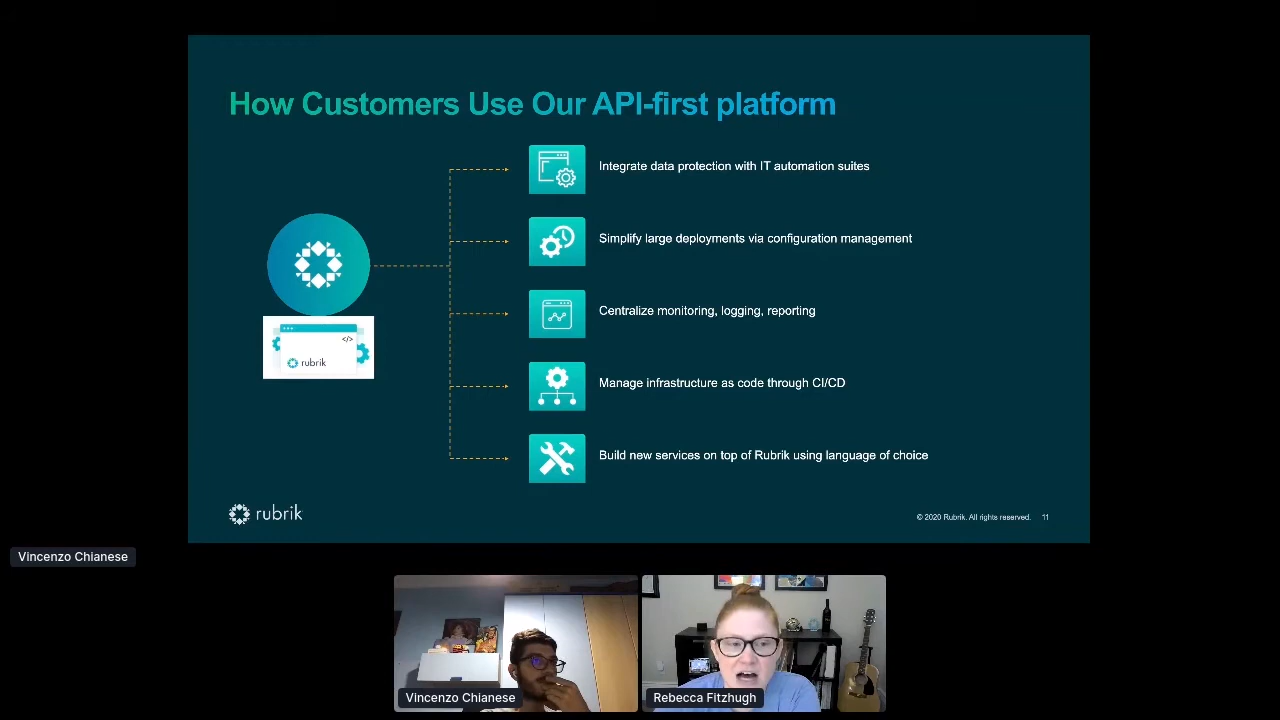 How Customers Use Our API-first platform
Integrate data protection with IT automation suites
Simplify large deployments via configuration management
Centralize monitoring, logging, reporting
</>
rubrik
Manage infrastructure as code through CI/CD
Build new services on top of Rubrik using language of choice
rubrik
© 2020 Rubrik. All rights reserved. 11
Vincenzo Chianese
Vincenzo Chianese
Rebecca Fitzhugh